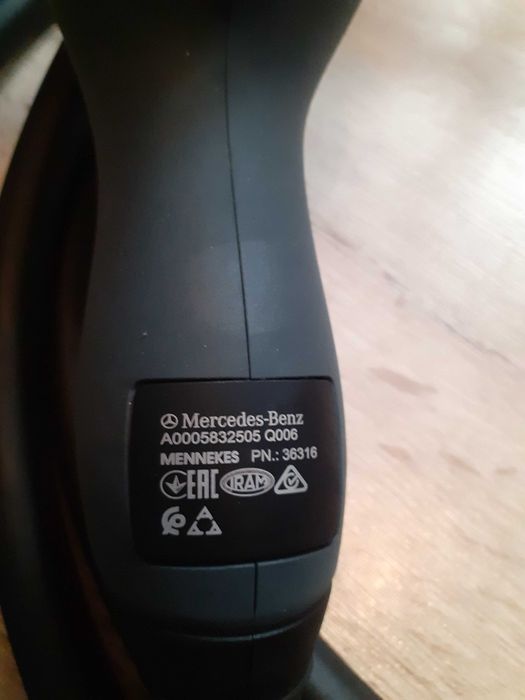 Mercedes-Benz
A0005832505 Q006
MENNEKES PN.: 36316
EAC IRAM